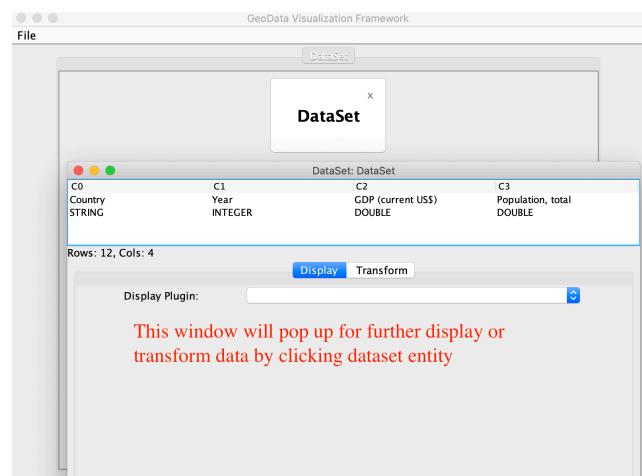 GeoData Visualization Framework
File
DataSet
x
DataSet
DataSet: DataSet
C0 C1 C2 C3
Country Year GDP (current US$) Population, total
STRING INTEGER DOUBLE DOUBLE
Rows: 12, Cols: 4
Display Transform
Display Plugin:
This window will pop up for further display or
transform data by clicking dataset entity